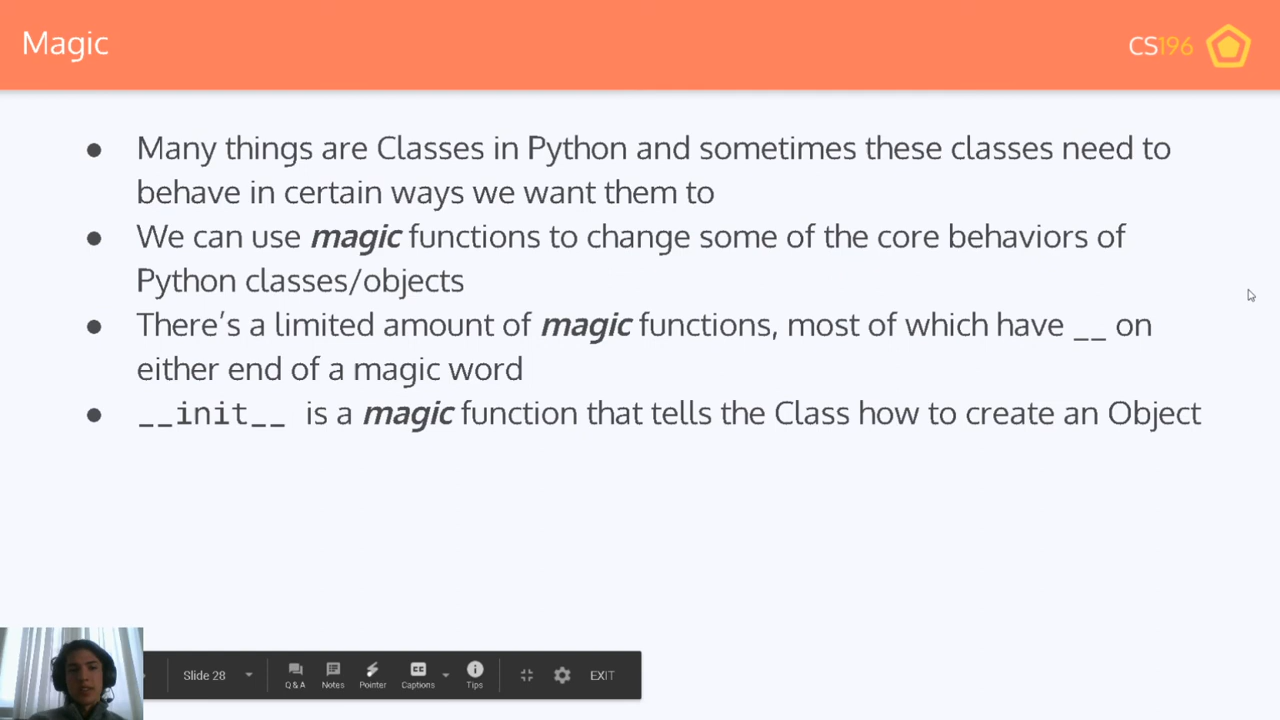 Magic
CS196
● Many things are Classes in Python and sometimes these classes need to
behave in certain ways we want them to
● We can use magic functions to change some of the core behaviors of
Python classes/objects
● There's a limited amount of magic functions, most of which have __ on
either end of a magic word
● __init__ is a magic function that tells the Class how to create an Object
Slide 28
Q & A
Notes
Pointer
CC
Captions
Tips
EXIT